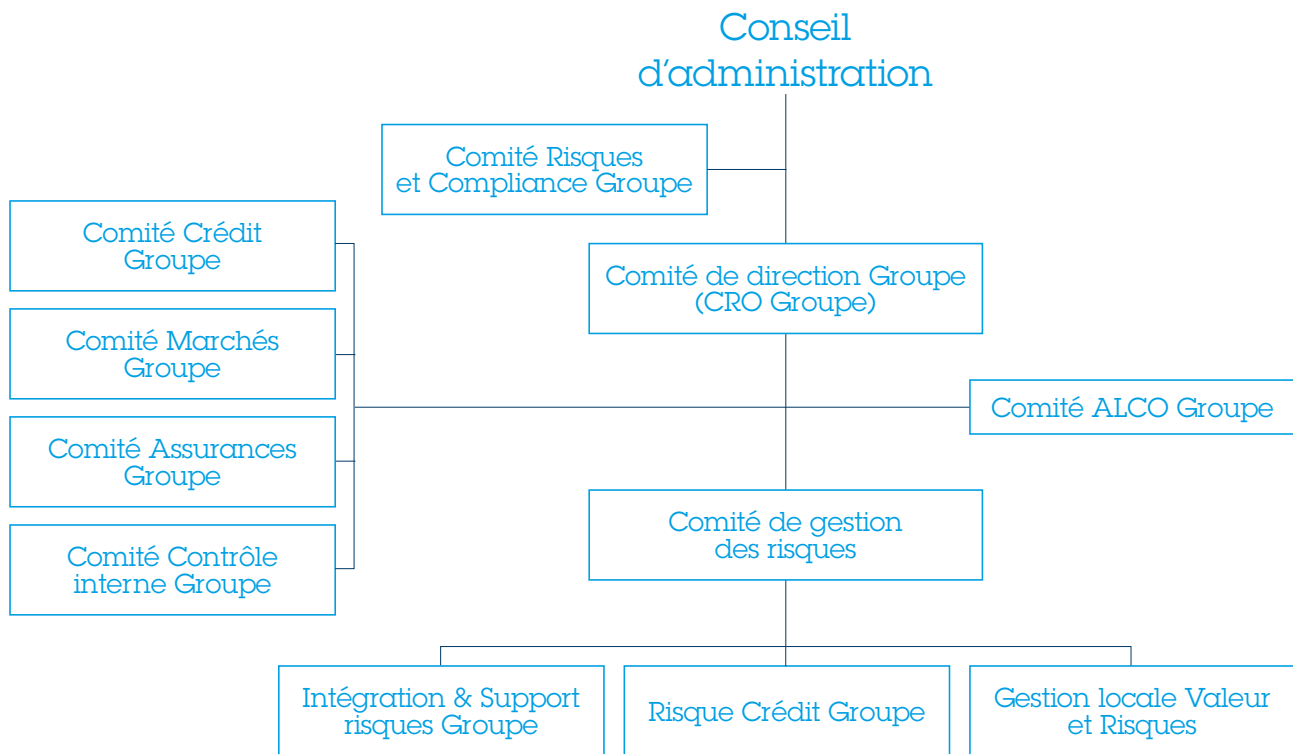 Conseil
d'administration
Comité Risques
et Compliance Groupe
Comité Crédit
Groupe
Comité de direction Groupe
(CRO Groupe)
Comité Marchés
Groupe
Comité ALCO Groupe
Comité Assurances
Groupe
Comité de gestion
des risques
Comité Contrôle
interne Groupe
Intégration & Support
risques Groupe
Risque Crédit Groupe
Gestion locale Valeur
et Risques